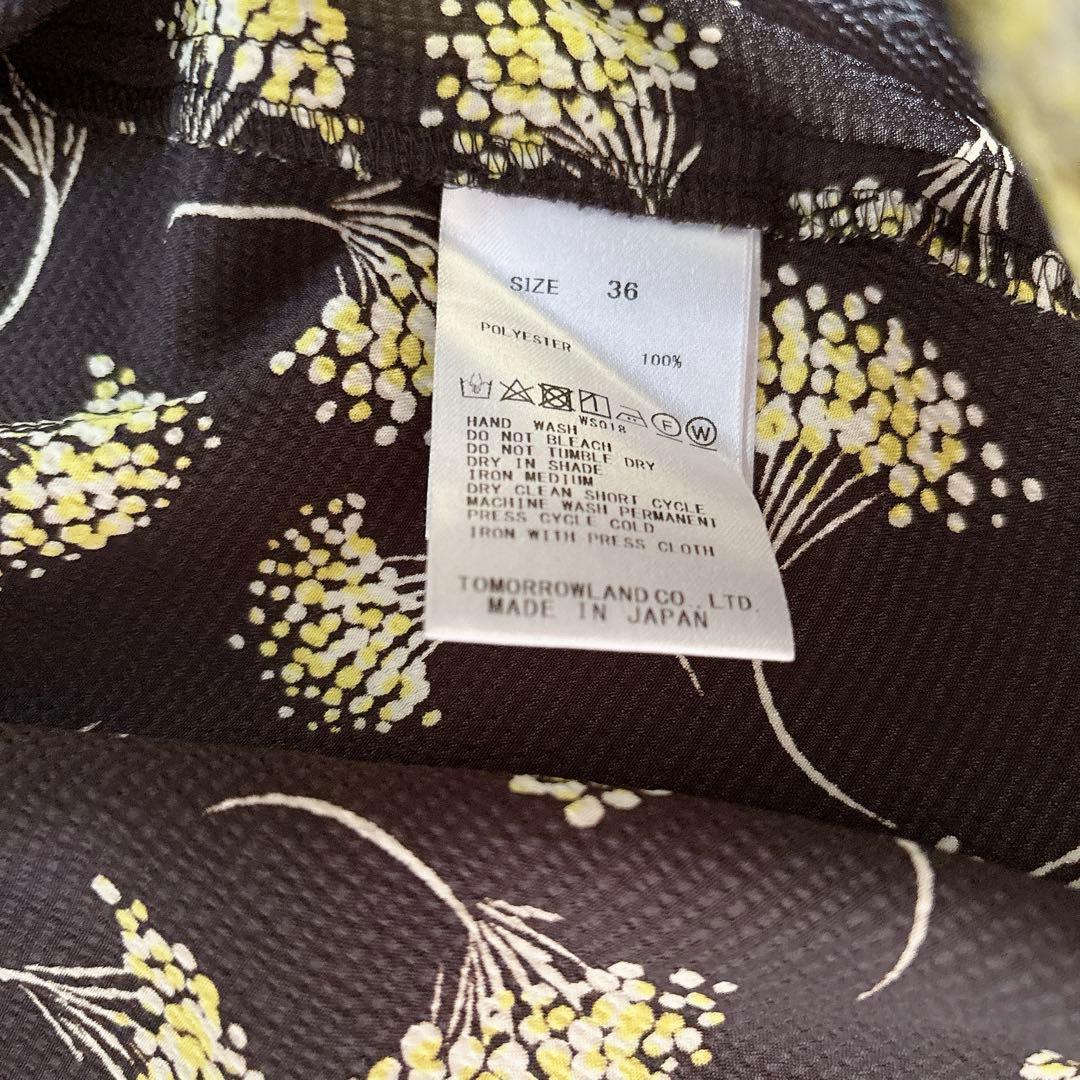 SIZE 36
POLYESTER 100%
F W
WS018
HAND WASH
DO NOT BLEACH
DO NOT TUMBLE DRY
DRY IN SHADE
IRON MEDIUM
DRY CLEAN SHORT CYCLE
MACHINE WASH PERMANENT
PRESS CYCLE COLD
IRON WITH PRESS CLOTH
TOMORROWLAND CO., LTD.
MADE IN JAPAN